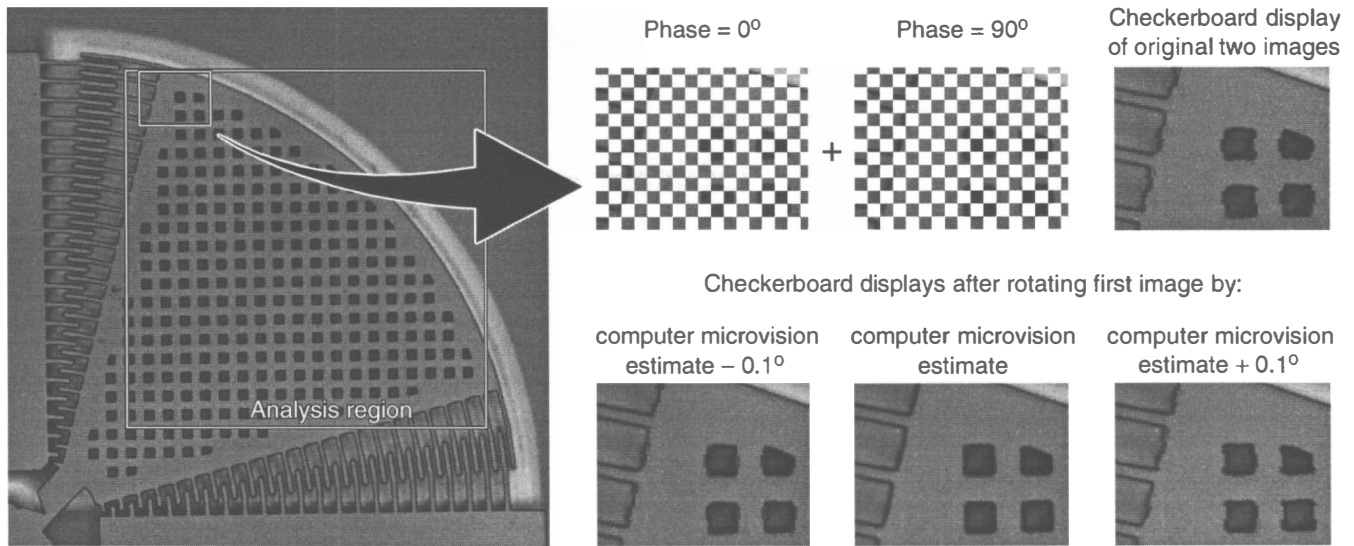 Phase = 0°
Phase = 90°
Checkerboard display
of original two images
+
Analysis region
Checkerboard displays after rotating first image by:
computer microvision
estimate – 0.1°
computer microvision
estimate
computer microvision
estimate + 0.1°